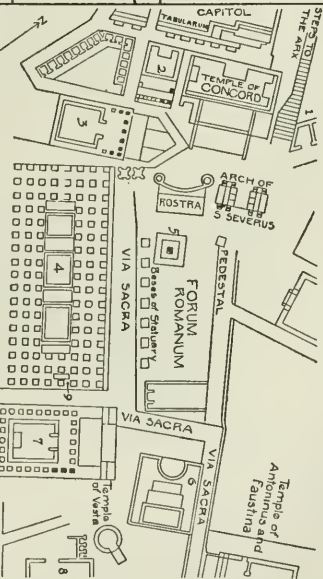 CAPITOL
TABULARIUM
STEPS TO
THE ARX
1
N
2
TEMPLE OF
CONCORD
3
ARCH OF
S SEVERUS
ROSTRA
PEDESTAL
5
4
VIA SACRA
Bases of Statuary
FORUM
ROMANUM
9
VIA SACRA
VIA SACRA
6
Temple of
Antoninus and
Faustina
7
Temple
of Vesta
8